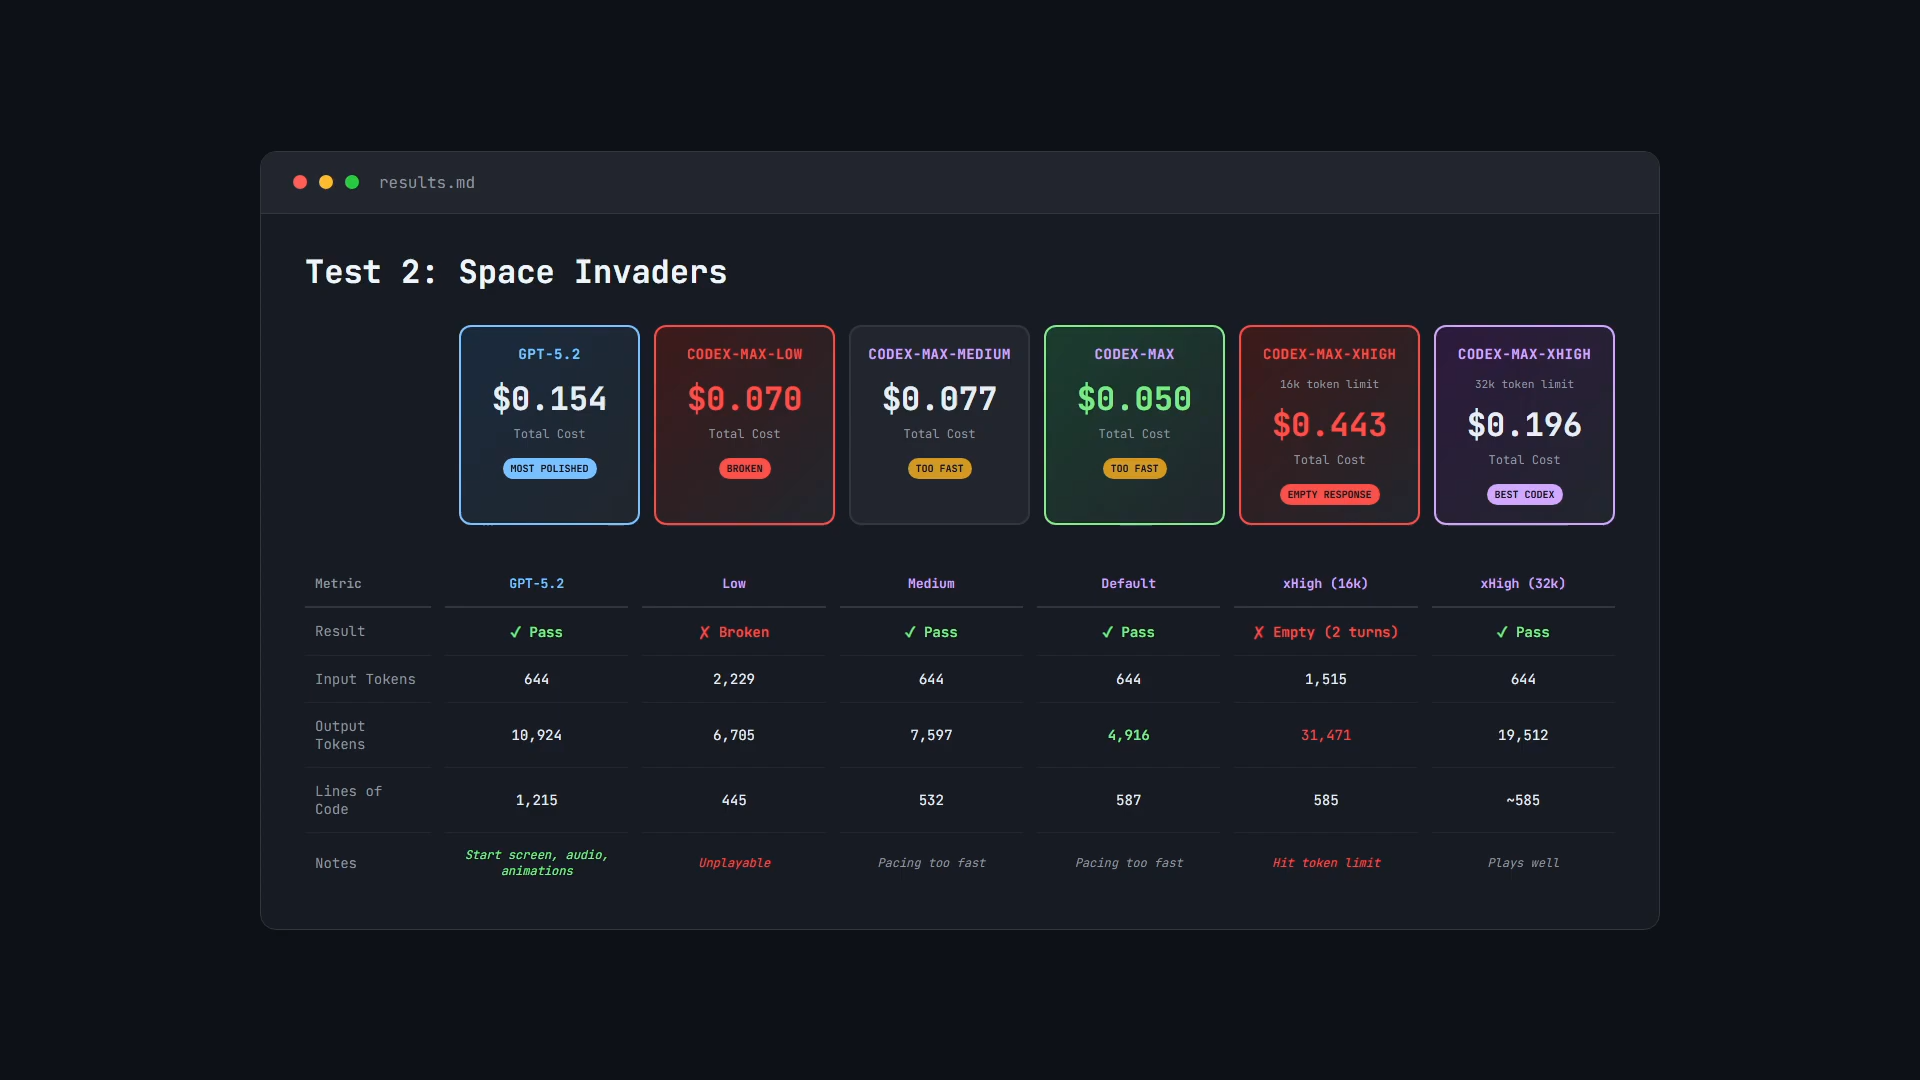 results.md
Test 2: Space Invaders
GPT-5.2
$0.154
Total Cost
MOST POLISHED
CODEX-MAX-LOW
$0.070
Total Cost
BROKEN
CODEX-MAX-MEDIUM
$0.077
Total Cost
TOO FAST
CODEX-MAX
$0.050
Total Cost
TOO FAST
CODEX-MAX-XHIGH
16k token limit
$0.443
Total Cost
EMPTY RESPONSE
CODEX-MAX-XHIGH
32k token limit
$0.196
Total Cost
BEST CODEX
Metric GPT-5.2 Low Medium Default xHigh (16k) xHigh (32k)
Result ✓ Pass ✗ Broken ✓ Pass ✓ Pass ✗ Empty (2 turns) ✓ Pass
Input Tokens 644 2,229 644 644 1,515 644
Output
Tokens 10,924 6,705 7,597 4,916 31,471 19,512
Lines of
Code 1,215 445 532 587 585 ~585
Notes Start screen, audio,
animations Unplayable Pacing too fast Pacing too fast Hit token limit Plays well